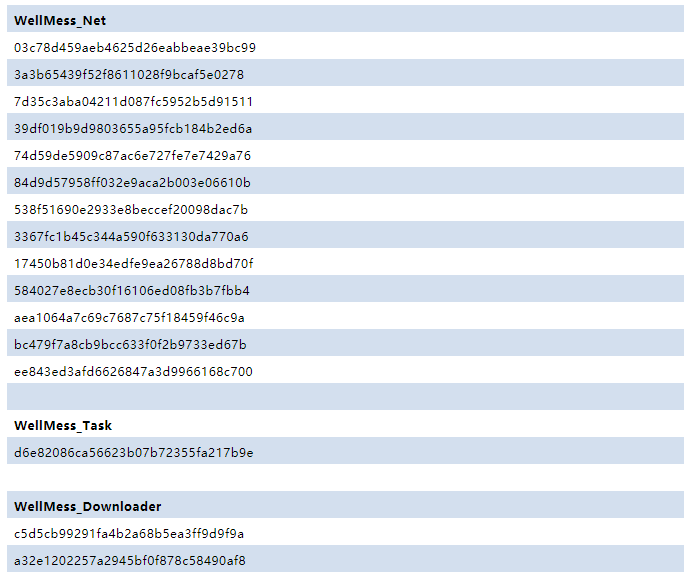 WellMess_Net
03c78d459aeb4625d26eabbeae39bc99
3a3b65439f52f8611028f9bcaf5e0278
7d35c3aba04211d087fc5952b5d91511
39df019b9d9803655a95fcb184b2ed6a
74d59de5909c87ac6e727fe7e7429a76
84d9d57958ff032e9aca2b003e06610b
538f51690e2933e8beccef20098dac7b
3367fc1b45c344a590f633130da770a6
17450b81d0e34edfe9ea26788d8bd70f
584027e8ecb30f16106ed08fb3b7fbb4
aea1064a7c69c7687c75f18459f46c9a
bc479f7a8cb9bcc633f0f2b9733ed67b
ee843ed3afd6626847a3d9966168c700
WellMess_Task
d6e82086ca56623b07b72355fa217b9e
WellMess_Downloader
c5d5cb99291fa4b2a68b5ea3ff9d9f9a
a32e1202257a2945bf0f878c58490af8